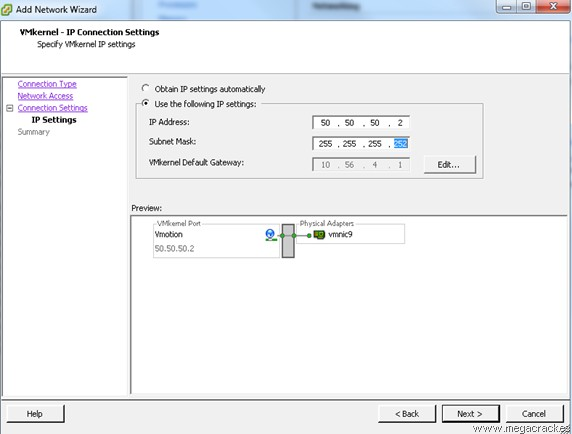 Add Network Wizard
VMkernel - IP Connection Settings
Specify VMkernel IP settings
Connection Type
Network Access
Connection Settings
IP Settings
Summary
Obtain IP settings automatically
Use the following IP settings:
IP Address: 50 . 50 . 50 . 2
Subnet Mask: 255 . 255 . 255 . 252
VMkernel Default Gateway: 10 . 56 . 4 . 1 Edit...
Preview:
VMkernel Port Physical Adapters
Vmotion vmnic9
50.50.50.2
Help < Back Next > Cancel
www.megacrack.es